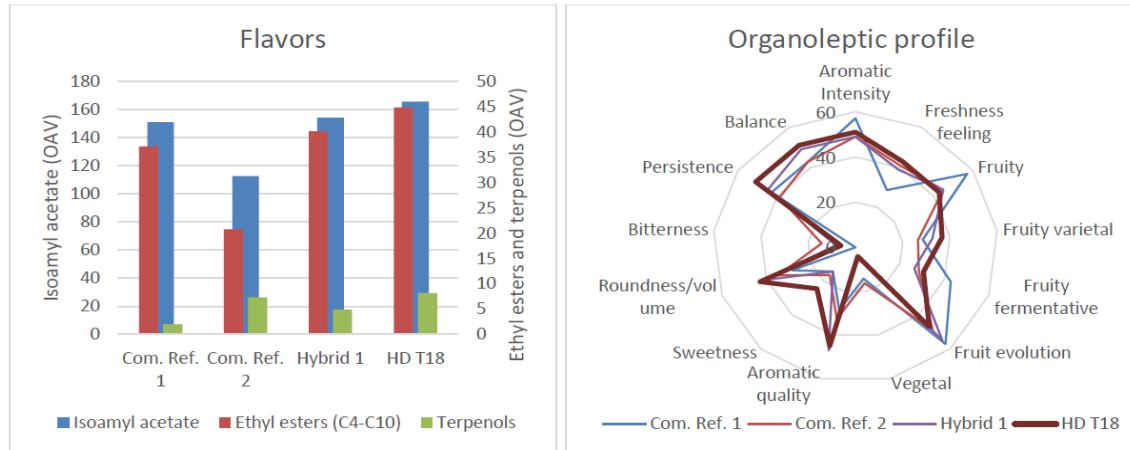 Flavors
Isoamyl acetate (OAV)
180
160
140
120
100
80
60
40
20
0
50
45
40
35
30
25
20
15
10
5
0
Ethyl esters and terpenols (OAV)
Com. Ref.
1
Com. Ref.
2
Hybrid 1
HD T18
Isoamyl acetate
Ethyl esters (C4-C10)
Terpenols
Organoleptic profile
Aromatic
Intensity
Freshness
feeling
Fruity
Fruity varietal
Fruity
fermentative
Fruit evolution
Vegetal
Aromatic
quality
Sweetness
Roundness/vol
ume
Bitterness
Persistence
Balance
60
40
20
Com. Ref. 1
Com. Ref. 2
Hybrid 1
HD T18